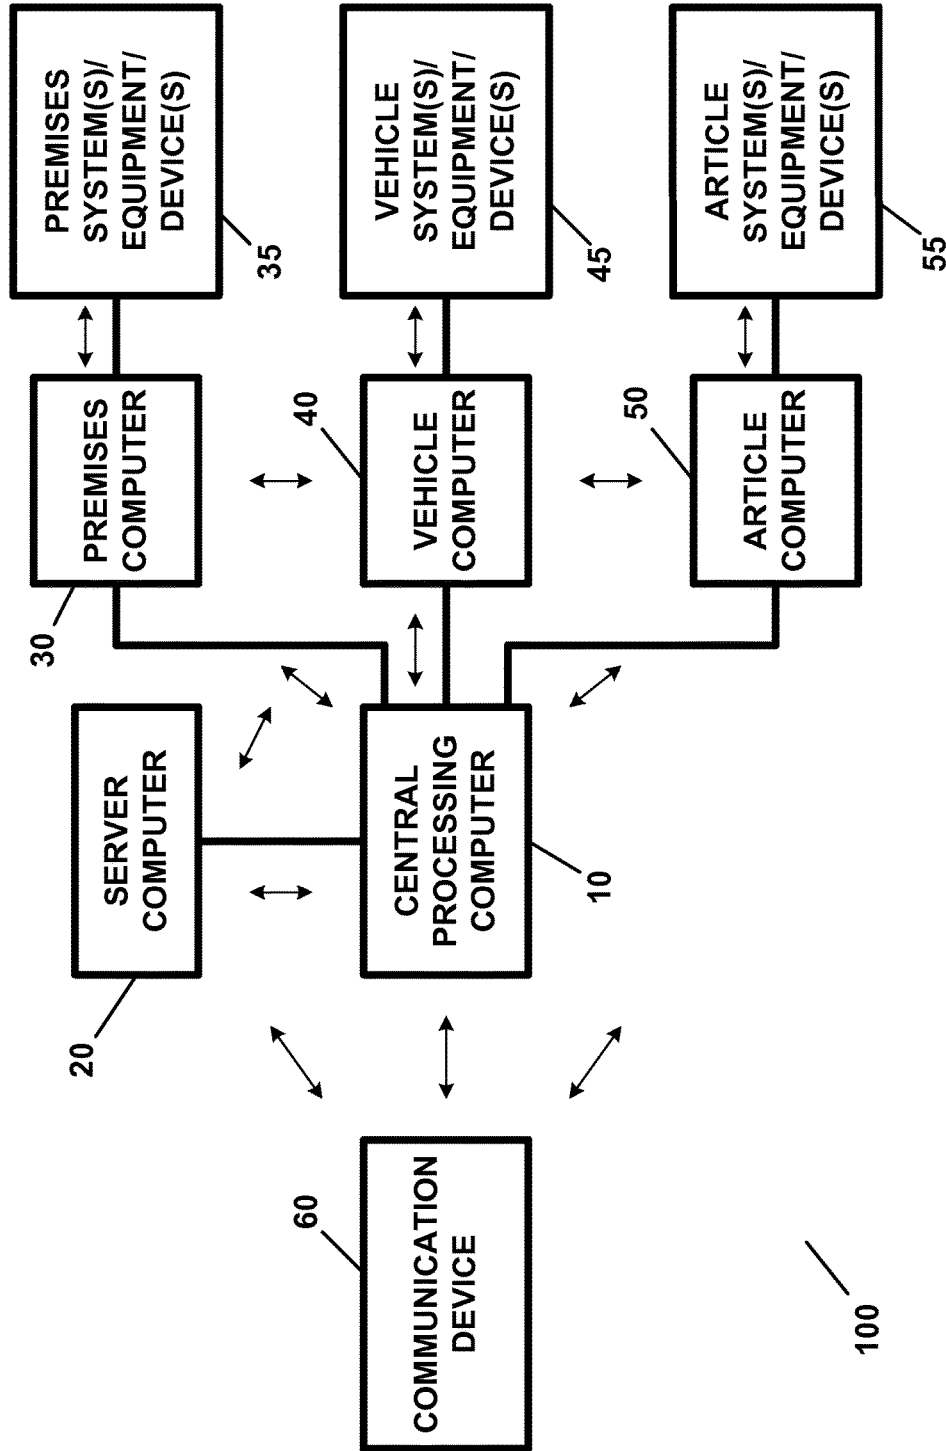 20
SERVER
COMPUTER
30
PREMISES
COMPUTER
PREMISES
SYSTEM(S)/
EQUIPMENT/
DEVICE(S)
35
60
COMMUNICATION
DEVICE
CENTRAL
PROCESSING
COMPUTER
10
40
VEHICLE
COMPUTER
VEHICLE
SYSTEM(S)/
EQUIPMENT/
DEVICE(S)
45
50
ARTICLE
COMPUTER
ARTICLE
SYSTEM(S)/
EQUIPMENT/
DEVICE(S)
55
100